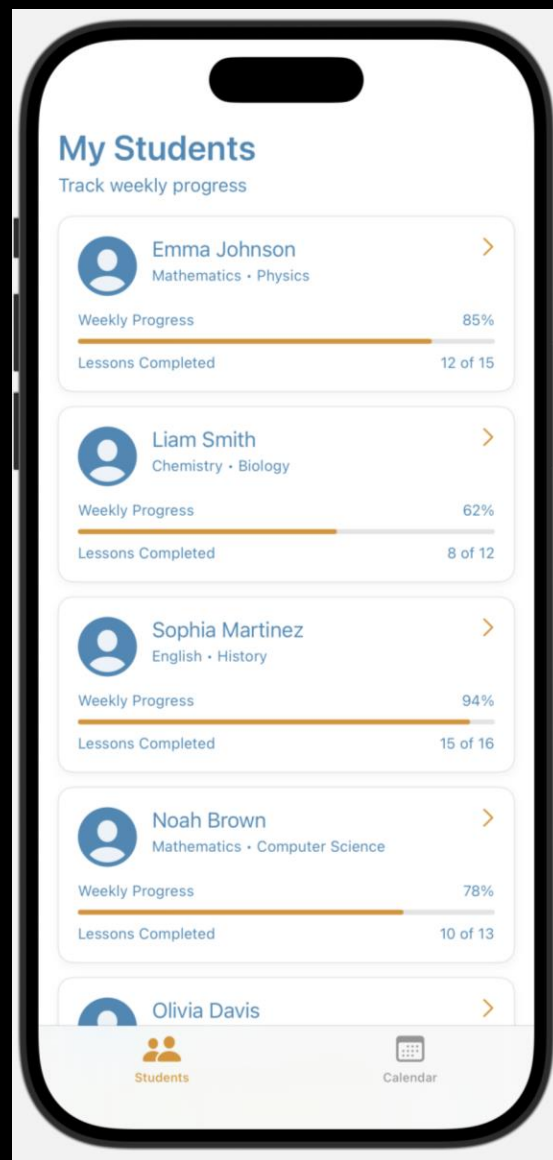 My Students
Track weekly progress
Emma Johnson
Mathematics • Physics
Weekly Progress 85%
Lessons Completed 12 of 15
Liam Smith
Chemistry • Biology
Weekly Progress 62%
Lessons Completed 8 of 12
Sophia Martinez
English • History
Weekly Progress 94%
Lessons Completed 15 of 16
Noah Brown
Mathematics • Computer Science
Weekly Progress 78%
Lessons Completed 10 of 13
Olivia Davis
Students Calendar